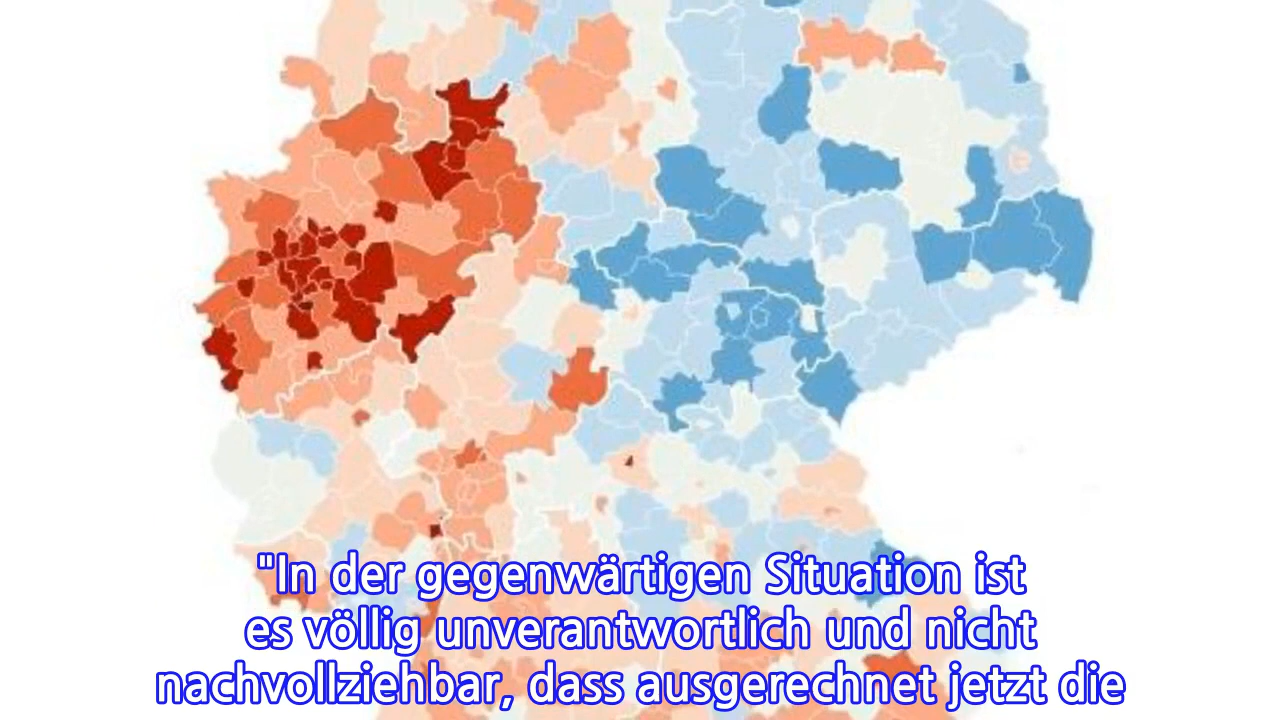 "In der gegenwärtigen Situation ist
es völlig unverantwortlich und nicht
nachvollziehbar, dass ausgerechnet jetzt die